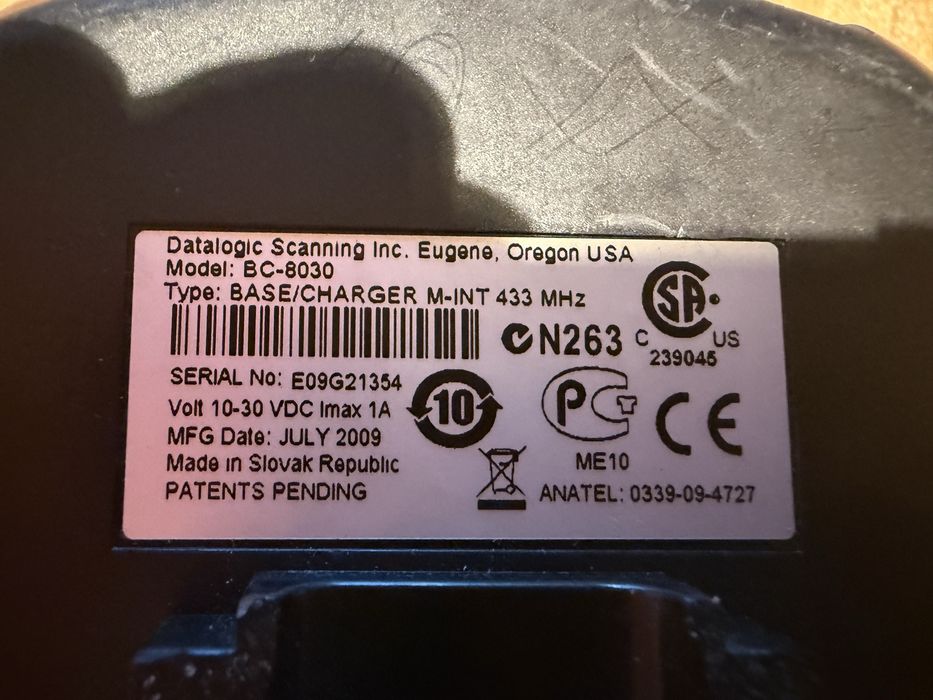 Datalogic Scanning Inc. Eugene, Oregon USA
Model: BC-8030
Type: BASE/CHARGER M-INT 433 MHz
N263
SA
C US
239045
SERIAL No: E09G21354
Volt 10-30 VDC Imax 1A
MFG Date: JULY 2009
Made in Slovak Republic
PATENTS PENDING
10
РСТ
ME10
CE
ANATEL: 0339-09-4727